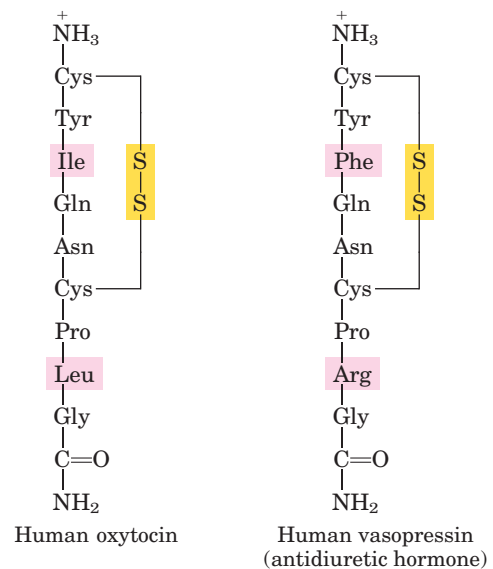 +
NH3
Cys
Tyr
Ile
S
Gln
S
Asn
Cys
Pro
Leu
Gly
C=O
NH2
Human oxytocin
+
NH3
Cys
Tyr
Phe
S
Gln
S
Asn
Cys
Pro
Arg
Gly
C=O
NH2
Human vasopressin
(antidiuretic hormone)